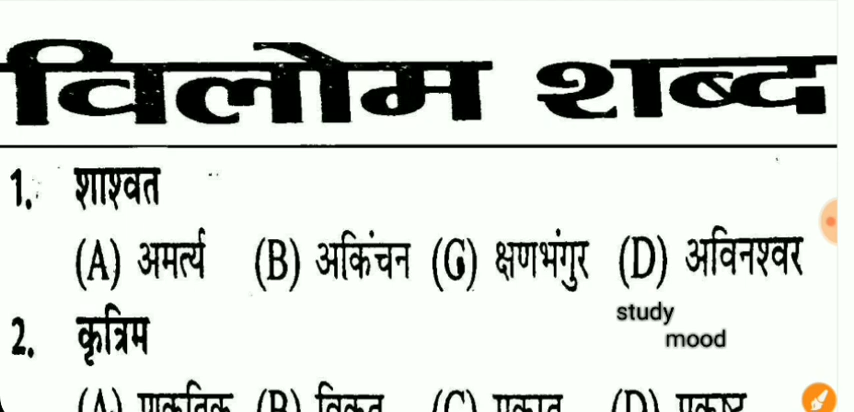 विलोम शब्द
1. शाश्वत
(A) अमर्त्य (B) अकिंचन (C) क्षणभंगुर (D) अविनश्वर
study
mood
2. कृत्रिम
(A) (B) (C) (D)